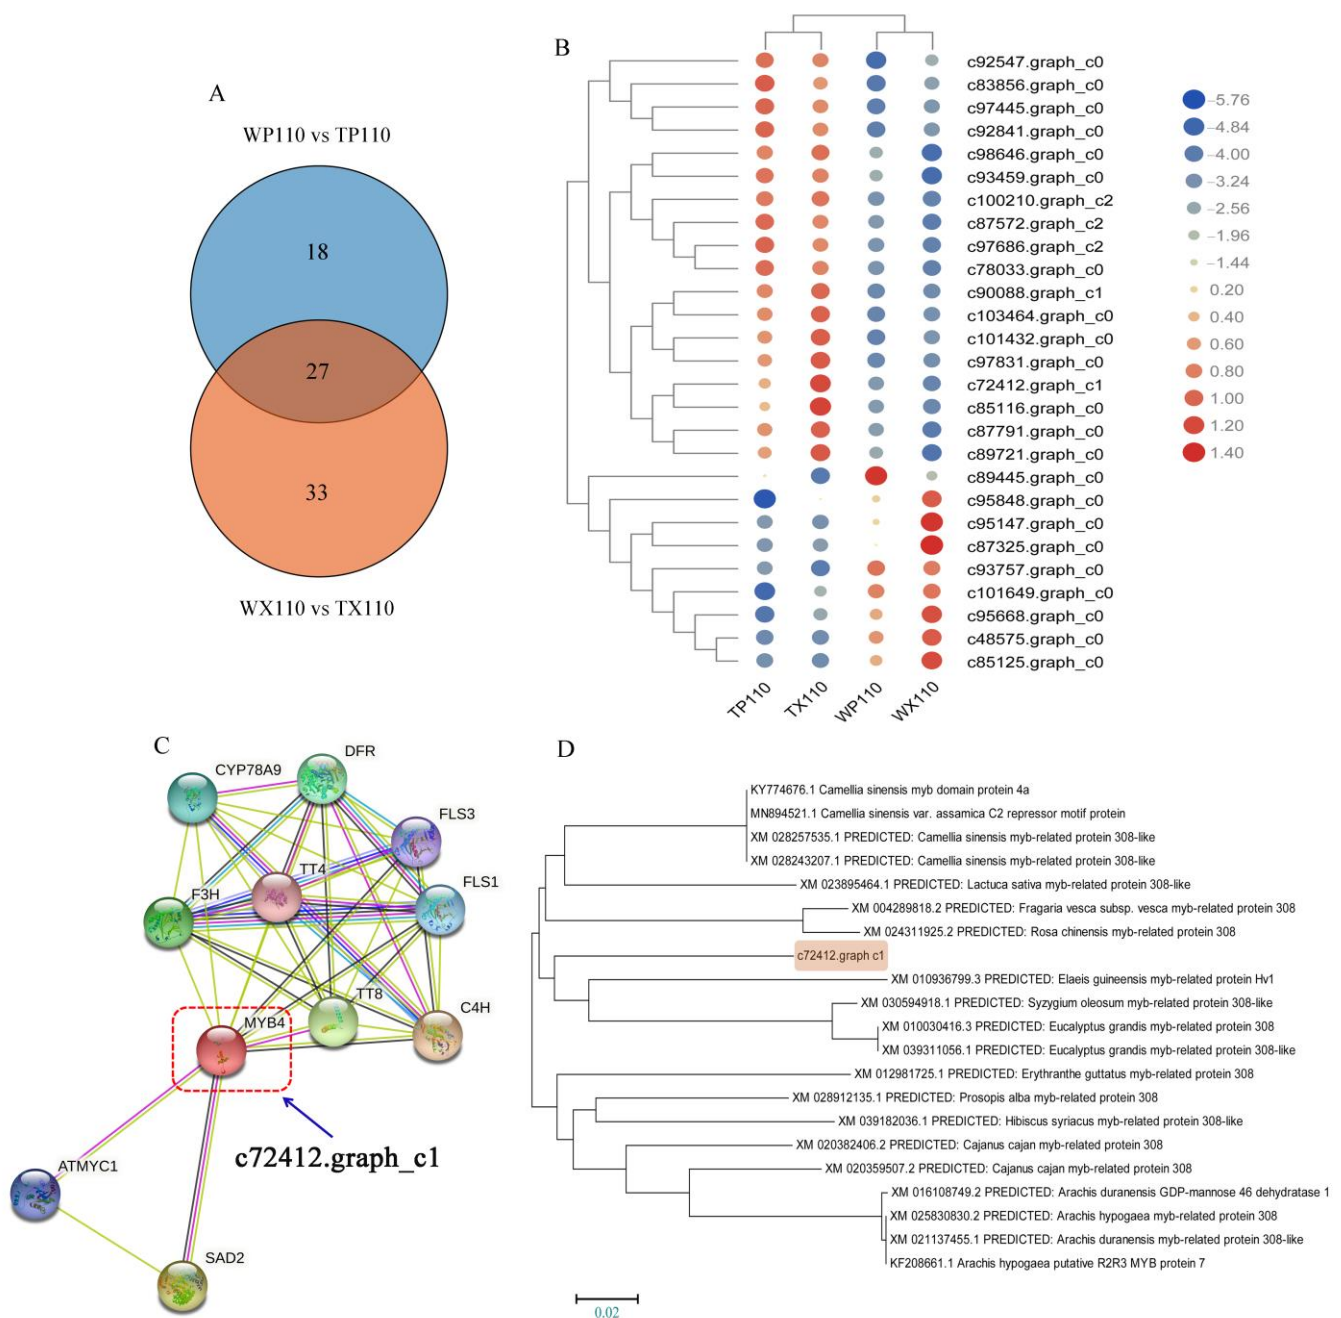 A
WP110 vs TP110
18
27
33
WX110 vs TX110
B
c92547.graph_c0
c83856.graph_c0
c97445.graph_c0
c92841.graph_c0
c98646.graph_c0
c93459.graph_c0
c100210.graph_c2
c87572.graph_c2
c97686.graph_c2
c78033.graph_c0
c90088.graph_c1
c103464.graph_c0
c101432.graph_c0
c97831.graph_c0
c72412.graph_c1
c85116.graph_c0
c87791.graph_c0
c89721.graph_c0
c89445.graph_c0
c95848.graph_c0
c95147.graph_c0
c87325.graph_c0
c93757.graph_c0
c101649.graph_c0
c95668.graph_c0
c48575.graph_c0
c85125.graph_c0
TP110
TX110
WP110
WX110
−5.76
−4.84
−4.00
−3.24
−2.56
−1.96
−1.44
0.20
0.40
0.60
0.80
1.00
1.20
1.40
C
CYP78A9
DFR
FLS3
TT4
F3H
FLS1
TT8
C4H
MYB4
c72412.graph_c1
ATMYC1
SAD2
D
KY774676.1 Camellia sinensis myb domain protein 4a
MN894521.1 Camellia sinensis var. assamica C2 repressor motif protein
XM 028257535.1 PREDICTED: Camellia sinensis myb-related protein 308-like
XM 028243207.1 PREDICTED: Camellia sinensis myb-related protein 308-like
XM 023895464.1 PREDICTED: Lactuca sativa myb-related protein 308-like
XM 004289818.2 PREDICTED: Fragaria vesca subsp. vesca myb-related protein 308
XM 024311925.2 PREDICTED: Rosa chinensis myb-related protein 308
c72412.graph c1
XM 010936799.3 PREDICTED: Elaeis guineensis myb-related protein Hv1
XM 030594918.1 PREDICTED: Syzygium oleosum myb-related protein 308-like
XM 010030416.3 PREDICTED: Eucalyptus grandis myb-related protein 308
XM 039311056.1 PREDICTED: Eucalyptus grandis myb-related protein 308-like
XM 012981725.1 PREDICTED: Erythranthe guttatus myb-related protein 308
XM 028912135.1 PREDICTED: Prosopis alba myb-related protein 308
XM 039182036.1 PREDICTED: Hibiscus syriacus myb-related protein 308-like
XM 020382406.2 PREDICTED: Cajanus cajan myb-related protein 308
XM 020359507.2 PREDICTED: Cajanus cajan myb-related protein 308
XM 016108749.2 PREDICTED: Arachis duranensis GDP-mannose 46 dehydratase 1
XM 025830830.2 PREDICTED: Arachis hypogaea myb-related protein 308
XM 021137455.1 PREDICTED: Arachis duranensis myb-related protein 308-like
KF208661.1 Arachis hypogaea putative R2R3 MYB protein 7
0.02